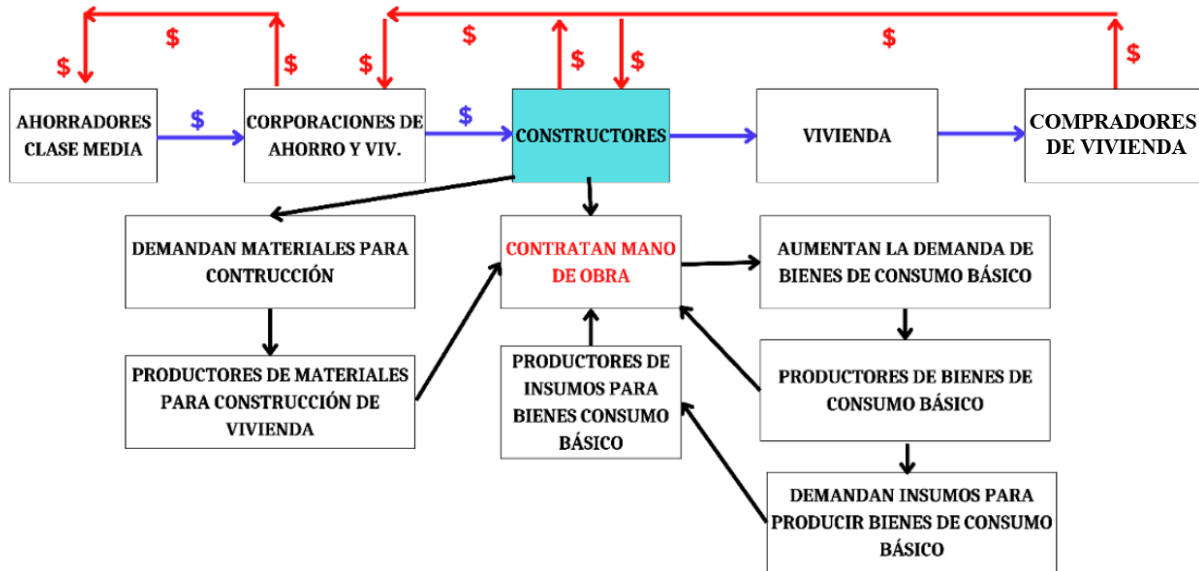 $ $ $
$ $ $ $ $ $
AHORRADORES
CLASE MEDIA
$
CORPORACIONES DE
AHORRO Y VIV.
$
CONSTRUCTORES
VIVIENDA
COMPRADORES
DE VIVIENDA
DEMANDAN MATERIALES PARA
CONTRUCCIÓN
CONTRATAN MANO
DE OBRA
AUMENTAN LA DEMANDA DE
BIENES DE CONSUMO BÁSICO
PRODUCTORES DE MATERIALES
PARA CONSTRUCCIÓN DE
VIVIENDA
PRODUCTORES DE
INSUMOS PARA
BIENES CONSUMO
BÁSICO
PRODUCTORES DE BIENES DE
CONSUMO BÁSICO
DEMANDAN INSUMOS PARA
PRODUCIR BIENES DE CONSUMO
BÁSICO